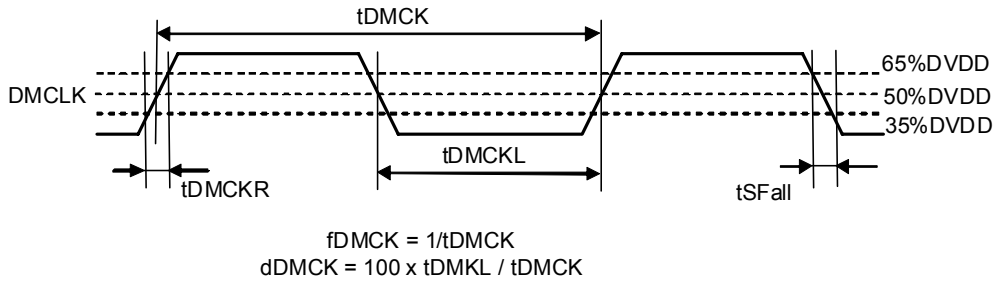 tDMCK
65%DVDD
DMCLK
50%DVDD
35%DVDD
tDMCKL
tDMCKR
tSFall
fDMCK = 1/tDMCK
dDMCK = 100 x tDMKL / tDMCK